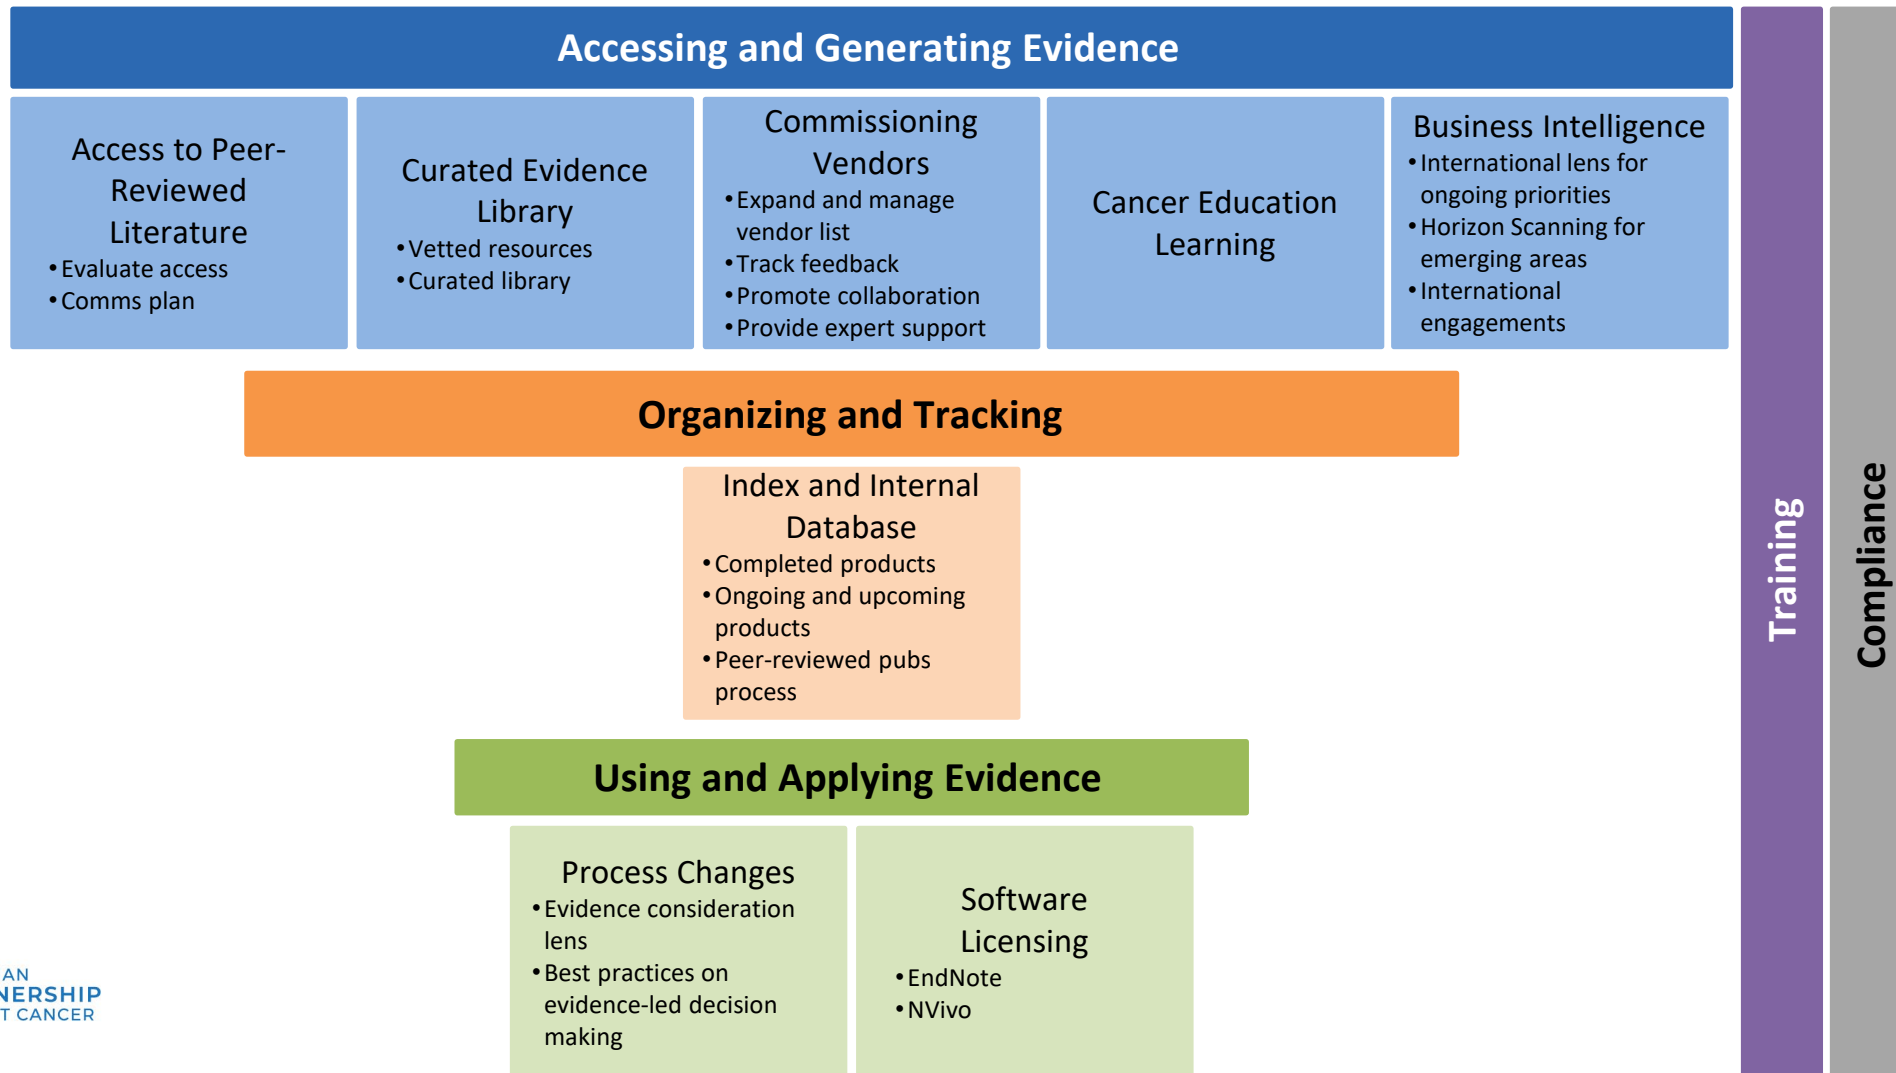 Accessing and Generating Evidence
Access to Peer-
Reviewed
Literature
•Evaluate access
•Comms plan
Curated Evidence
Library
•Vetted resources
•Curated library
Commissioning
Vendors
•Expand and manage
vendor list
•Track feedback
•Promote collaboration
•Provide expert support
Cancer Education
Learning
Business Intelligence
•International lens for
ongoing priorities
•Horizon Scanning for
emerging areas
•International
engagements
Organizing and Tracking
Index and Internal
Database
•Completed products
•Ongoing and upcoming
products
•Peer-reviewed pubs
process
Using and Applying Evidence
Process Changes
•Evidence consideration
lens
•Best practices on
evidence-led decision
making
Software
Licensing
•EndNote
•NVivo
Training
Compliance
AN
NERSHIP
T CANCER